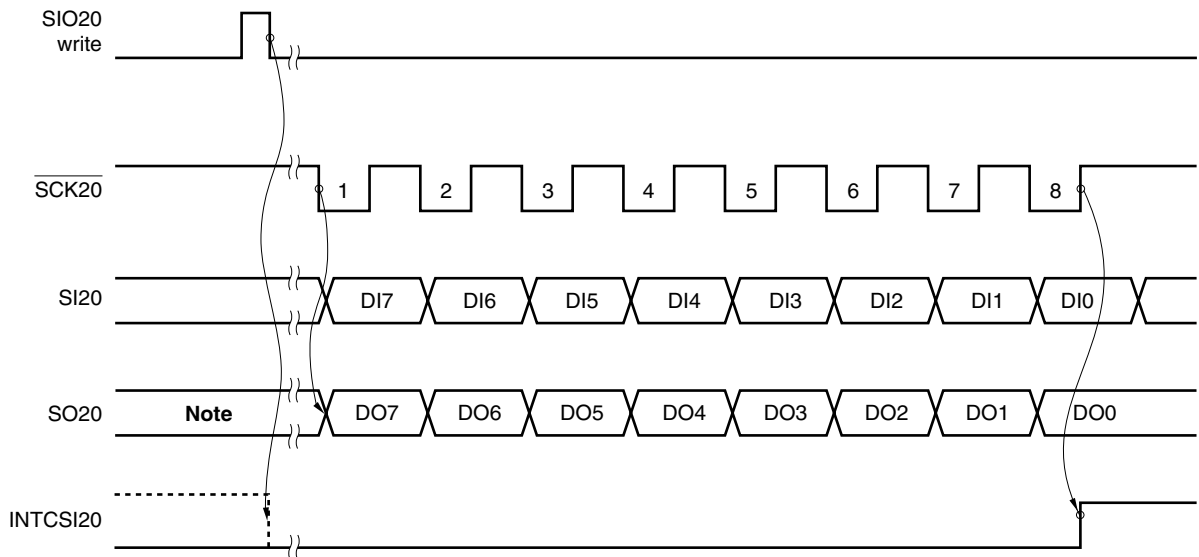 SIO20
write
SCK20
1 2 3 4 5 6 7 8
SI20
DI7 DI6 DI5 DI4 DI3 DI2 DI1 DI0
SO20
Note DO7 DO6 DO5 DO4 DO3 DO2 DO1 DO0
INTCSI20